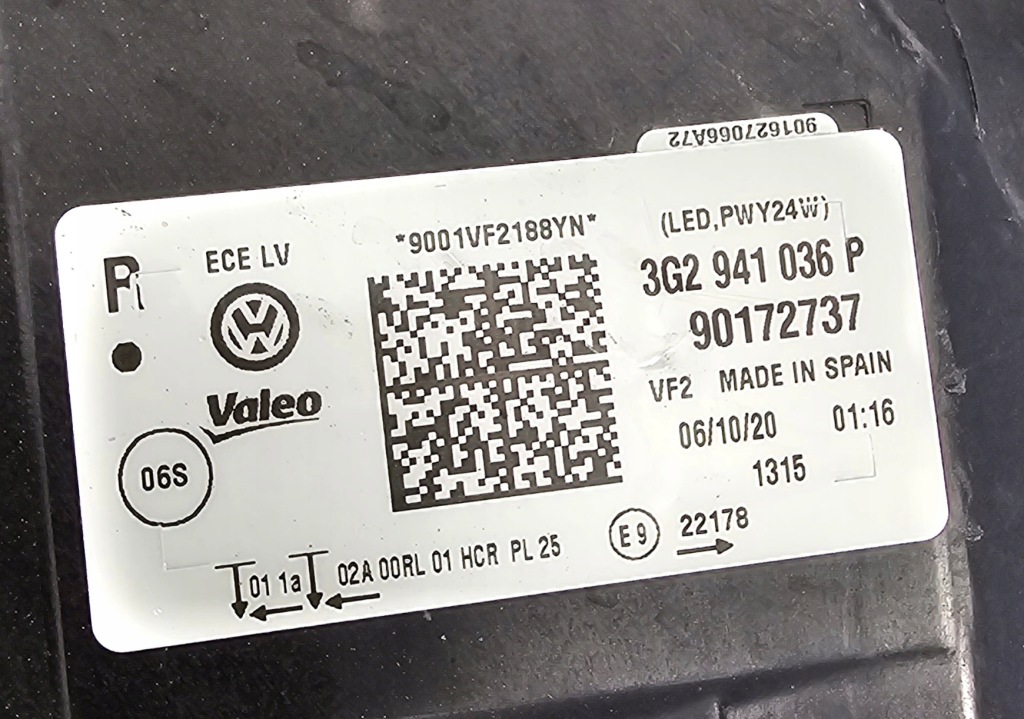 901627066A72
R
ECE LV
*9001VF2188YN*
(LED,PWY24W)
3G2 941 036 P
90172737
Valeo
VF2 MADE IN SPAIN
06/10/20 01:16
1315
06S
01 1a 02A 00RL 01 HCR PL 25
E9 22178